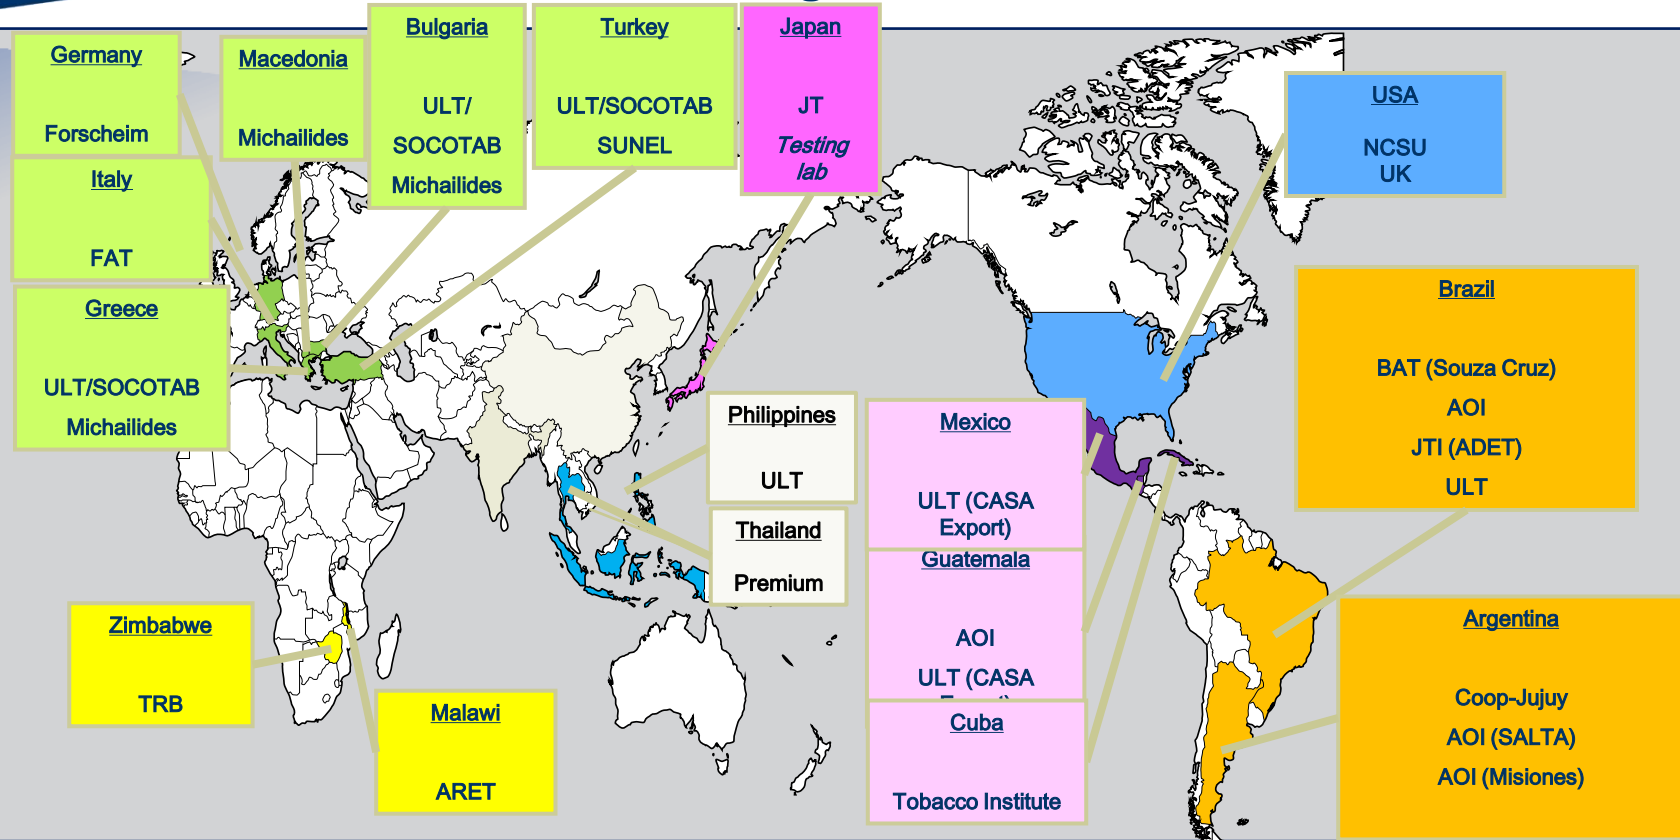 Germany
Forscheim
Macedonia
Michailides
Bulgaria
ULT/
SOCOTAB
Michailides
Turkey
ULT/SOCOTAB
SUNEL
Japan
JT
Testing
lab
USA
NCSU
UK
Italy
FAT
Greece
ULT/SOCOTAB
Michailides
Brazil
BAT (Souza Cruz)
AOI
JTI (ADET)
ULT
Philippines
ULT
Thailand
Premium
Mexico
ULT (CASA
Export)
Guatemala
AOI
ULT (CASA
Cuba
Tobacco Institute
Zimbabwe
TRB
Malawi
ARET
Argentina
Coop-Jujuy
AOI (SALTA)
AOI (Misiones)